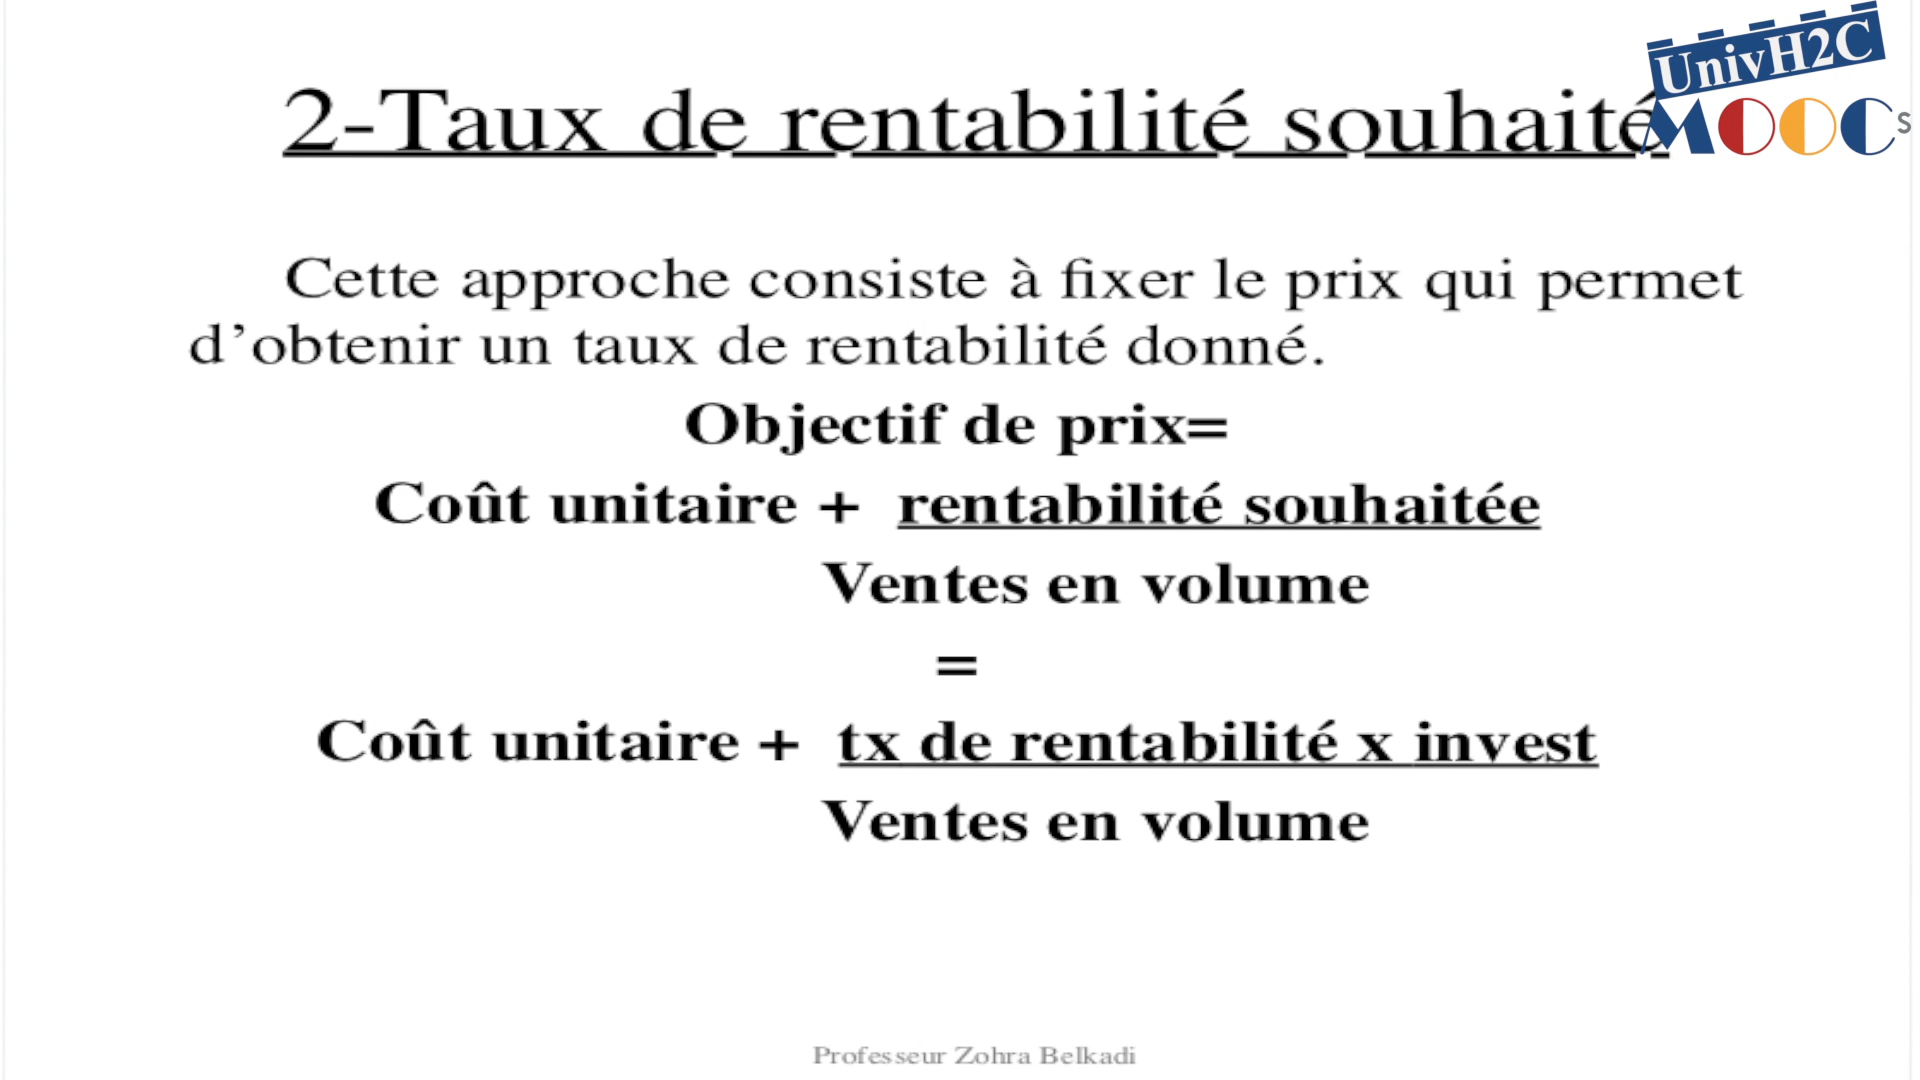 UnivH2C
MOOCs
2-Taux de rentabilité souhaité
Cette approche consiste à fixer le prix qui permet
d’obtenir un taux de rentabilité donné.
Objectif de prix=
Coût unitaire + rentabilité souhaitée
Ventes en volume
=
Coût unitaire + tx de rentabilité x invest
Ventes en volume
Professeur Zohra Belkadi